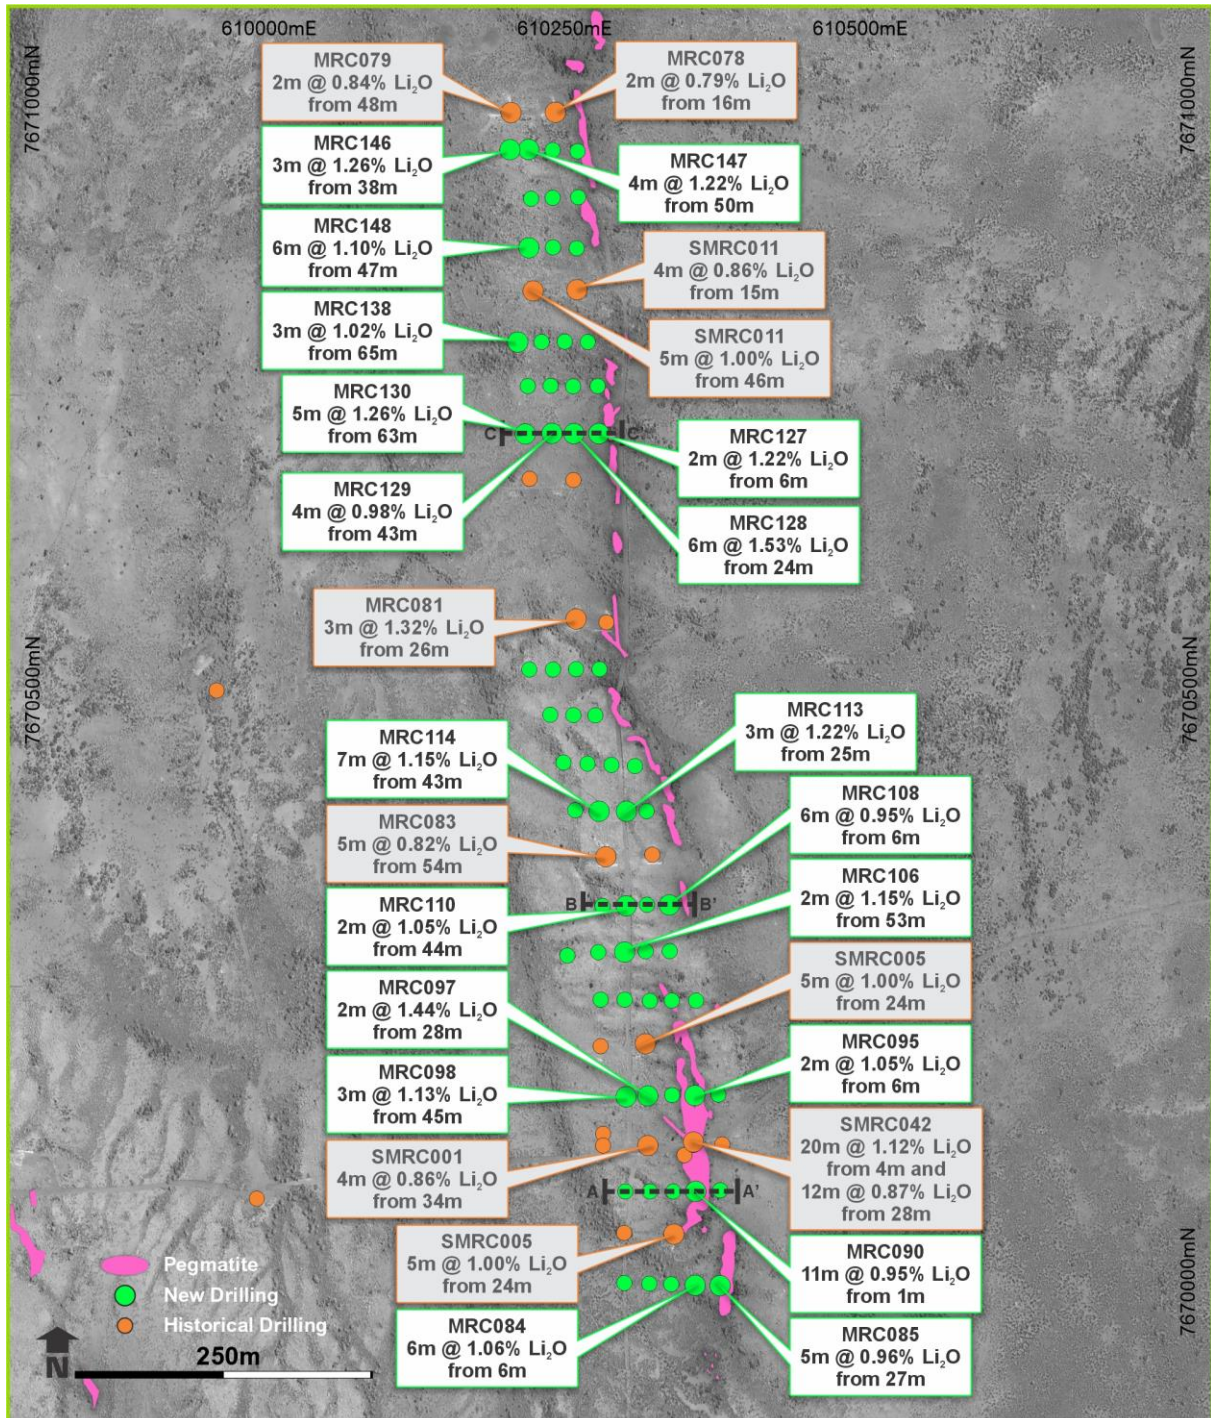 610000mE
610250mE
610500mE
7671000mN
7671000mN
MRC079
2m @ 0.84% Li₂O
from 48m
MRC078
2m @ 0.79% Li₂O
from 16m
MRC146
3m @ 1.26% Li₂O
from 38m
MRC147
4m @ 1.22% Li₂O
from 50m
MRC148
6m @ 1.10% Li₂O
from 47m
SMRC011
4m @ 0.86% Li₂O
from 15m
MRC138
3m @ 1.02% Li₂O
from 65m
SMRC011
5m @ 1.00% Li₂O
from 46m
MRC130
5m @ 1.26% Li₂O
from 63m
C
C'
MRC127
2m @ 1.22% Li₂O
from 6m
MRC129
4m @ 0.98% Li₂O
from 43m
MRC128
6m @ 1.53% Li₂O
from 24m
MRC081
3m @ 1.32% Li₂O
from 26m
7670500mN
7670500mN
MRC113
3m @ 1.22% Li₂O
from 25m
MRC114
7m @ 1.15% Li₂O
from 43m
MRC108
6m @ 0.95% Li₂O
from 6m
MRC083
5m @ 0.82% Li₂O
from 54m
B
B'
MRC106
2m @ 1.15% Li₂O
from 53m
MRC110
2m @ 1.05% Li₂O
from 44m
SMRC005
5m @ 1.00% Li₂O
from 24m
MRC097
2m @ 1.44% Li₂O
from 28m
MRC095
2m @ 1.05% Li₂O
from 6m
MRC098
3m @ 1.13% Li₂O
from 45m
SMRC042
20m @ 1.12% Li₂O
from 4m and
12m @ 0.87% Li₂O
from 28m
SMRC001
4m @ 0.86% Li₂O
from 34m
A
A'
SMRC005
5m @ 1.00% Li₂O
from 24m
MRC090
11m @ 0.95% Li₂O
from 1m
7670000mN
MRC084
6m @ 1.06% Li₂O
from 6m
MRC085
5m @ 0.96% Li₂O
from 27m
Pegmatite
New Drilling
Historical Drilling
N
250m